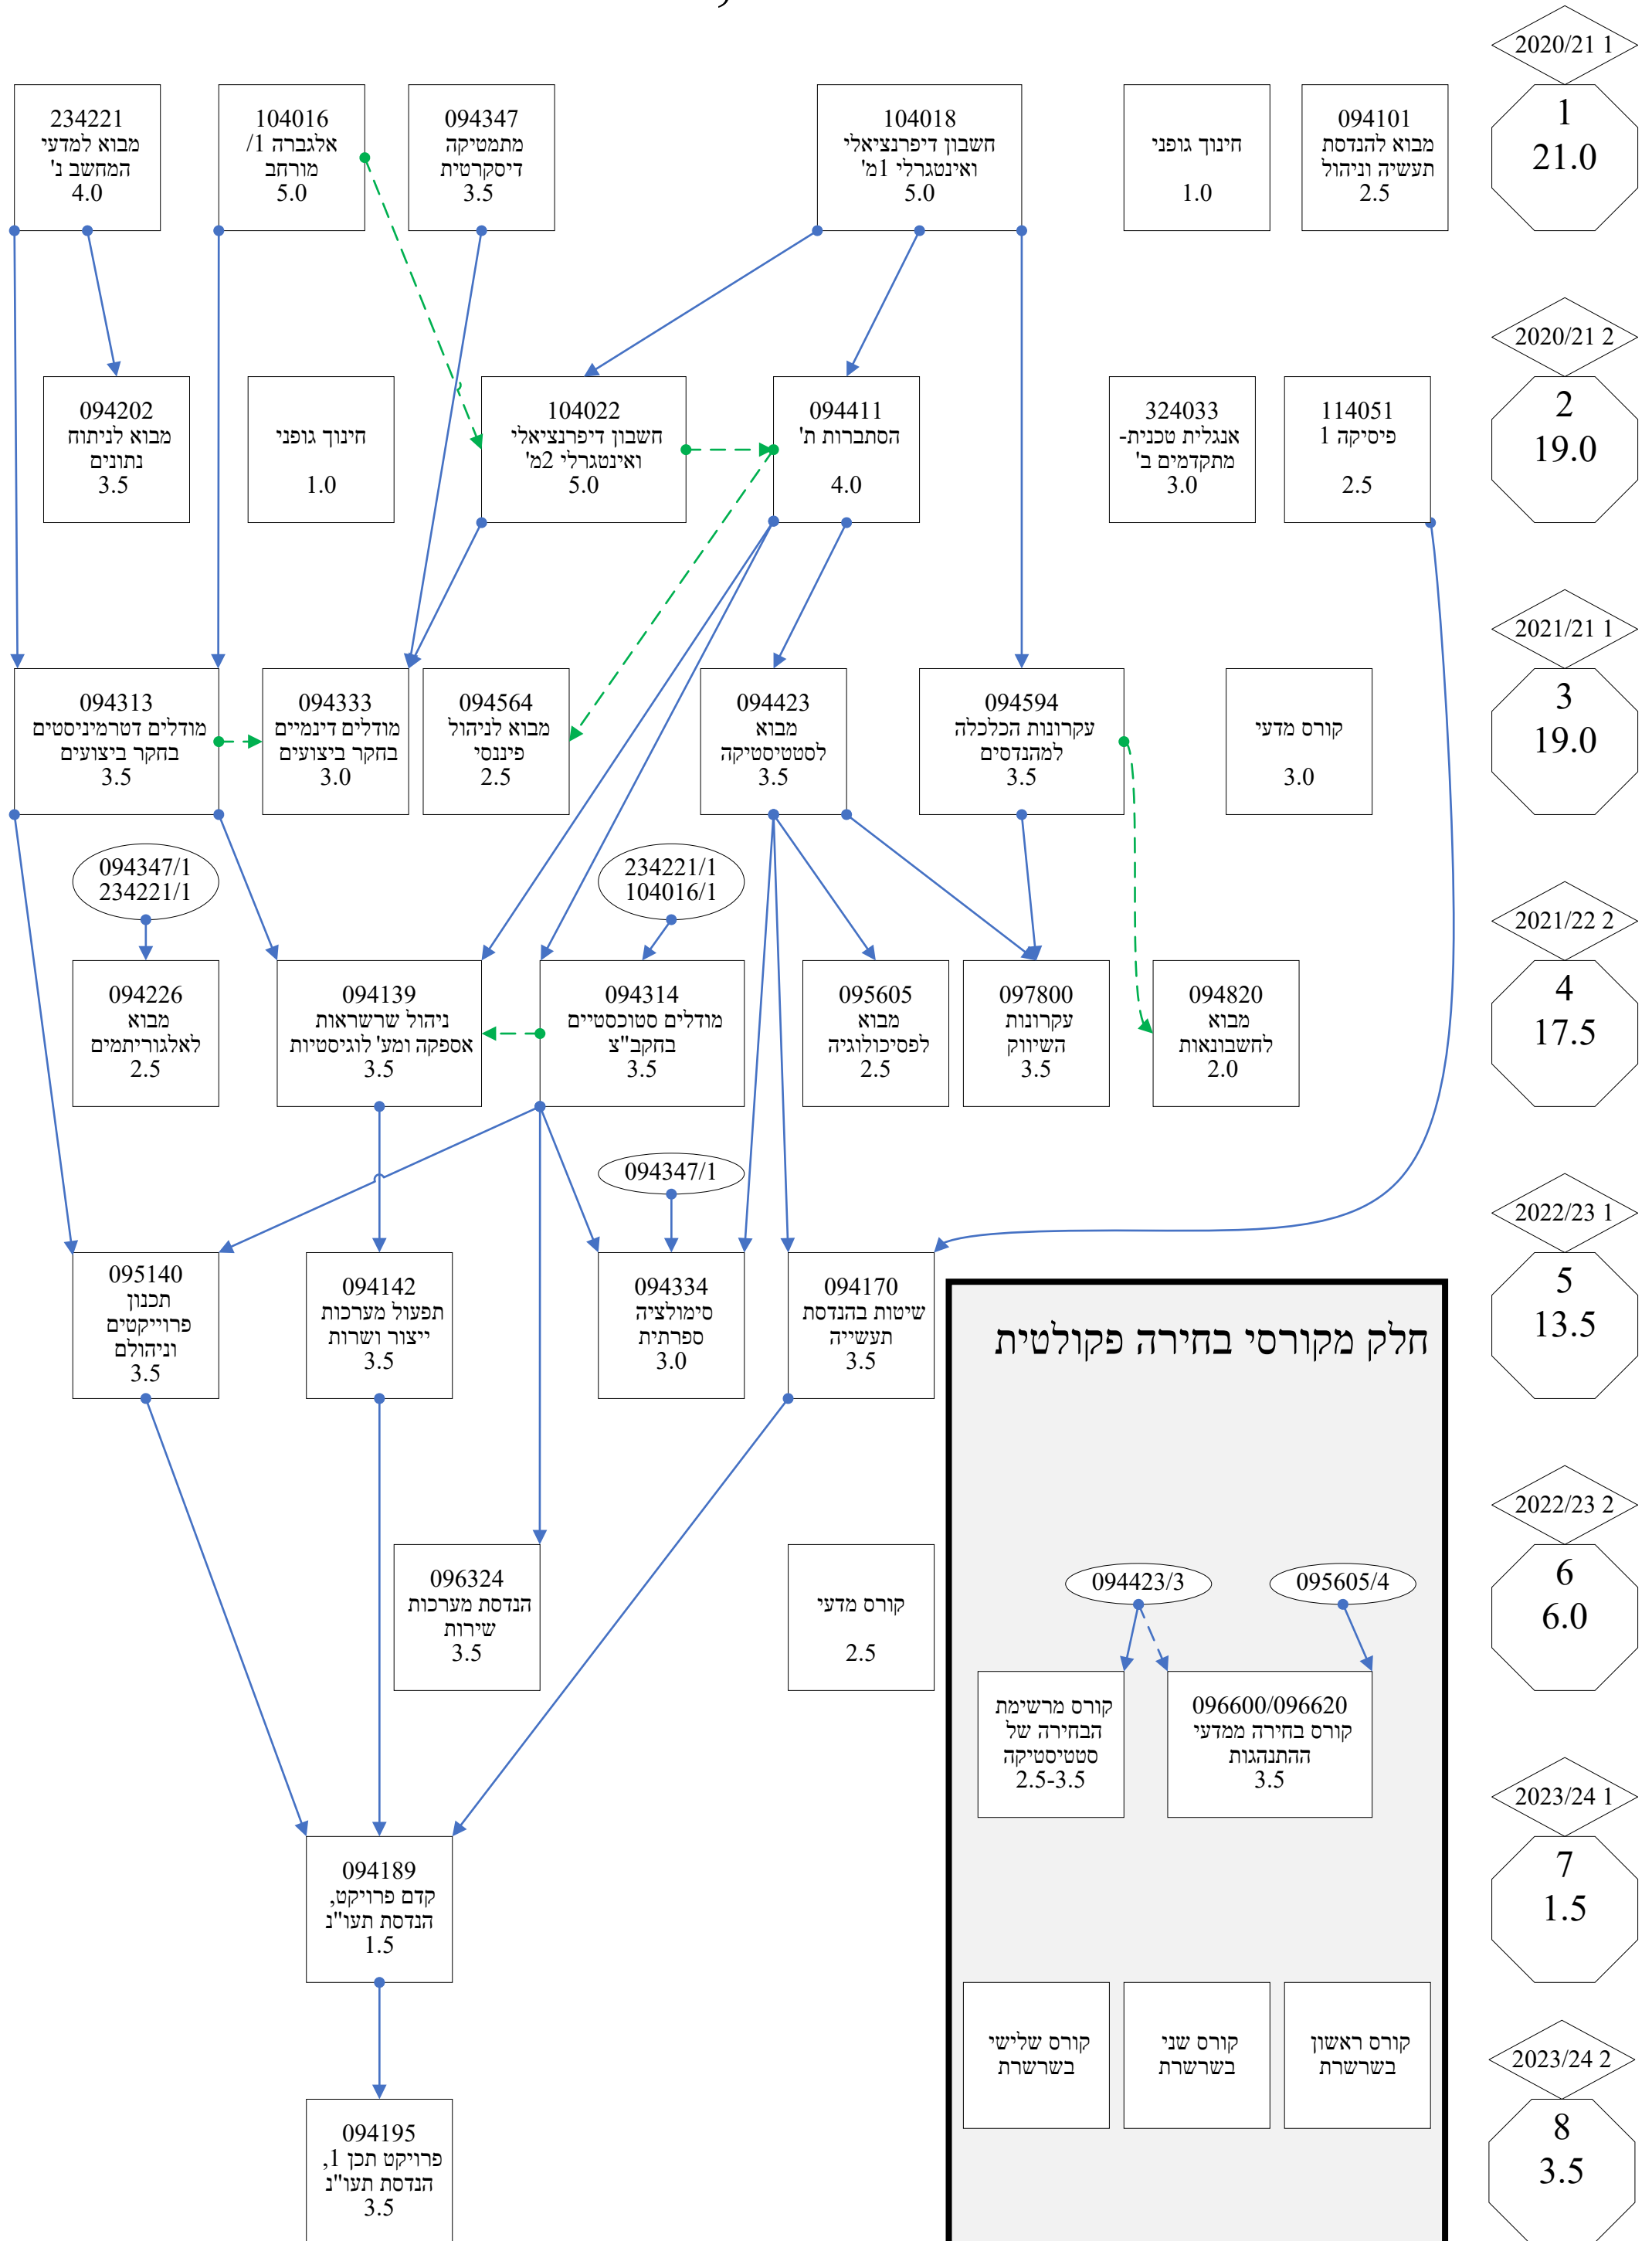 2020/21 1
1
21.0
094101
מבוא להנדסת
תעשיה וניהול
2.5
חינוך גופני
1.0
104018
חשבון דיפרנציאלי
ואינטגרלי 1מ'
5.0
094347
מתמטיקה
דיסקרטית
3.5
104016
אלגברה 1/
מורחב
5.0
234221
מבוא למדעי
המחשב נ'
4.0
2020/21 2
2
19.0
114051
פיסיקה 1
2.5
324033
אנגלית טכנית-
מתקדמים ב'
3.0
094411
הסתברות ת'
4.0
104022
חשבון דיפרנציאלי
ואינטגרלי 2מ'
5.0
חינוך גופני
1.0
094202
מבוא לניתוח
נתונים
3.5
2021/21 1
3
19.0
קורס מדעי
3.0
094594
עקרונות הכלכלה
למהנדסים
3.5
094423
מבוא
לסטטיסטיקה
3.5
094564
מבוא לניהול
פיננסי
2.5
094333
מודלים דינמיים
בחקר ביצועים
3.0
094313
מודלים דטרמיניסטים
בחקר ביצועים
3.5
234221/1
104016/1
094347/1
234221/1
2021/22 2
4
17.5
094820
מבוא
לחשבונאות
2.0
097800
עקרונות
השיווק
3.5
095605
מבוא
לפסיכולוגיה
2.5
094314
מודלים סטוכסטיים
בחקב"צ
3.5
094139
ניהול שרשראות
אספקה ומע' לוגיסטיות
3.5
094226
מבוא
לאלגוריתמים
2.5
094347/1
2022/23 1
5
13.5
094170
שיטות בהנדסת
תעשייה
3.5
094334
סימולציה
ספרתית
3.0
094142
תפעול מערכות
ייצור ושרות
3.5
095140
תכנון
פרוייקטים
וניהולם
3.5
חלק מקורסי בחירה פקולטית
2022/23 2
6
6.0
קורס מדעי
2.5
096324
הנדסת מערכות
שירות
3.5
095605/4
094423/3
096600/096620
קורס בחירה ממדעי
ההתנהגות
3.5
קורס מרשימת
הבחירה של
סטטיסטיקה
2.5-3.5
2023/24 1
7
1.5
094189
קדם פרויקט,
הנדסת תעו"נ
1.5
קורס ראשון
בשרשרת
קורס שני
בשרשרת
קורס שלישי
בשרשרת
2023/24 2
8
3.5
094195
פרויקט תכן 1,
הנדסת תעו"נ
3.5